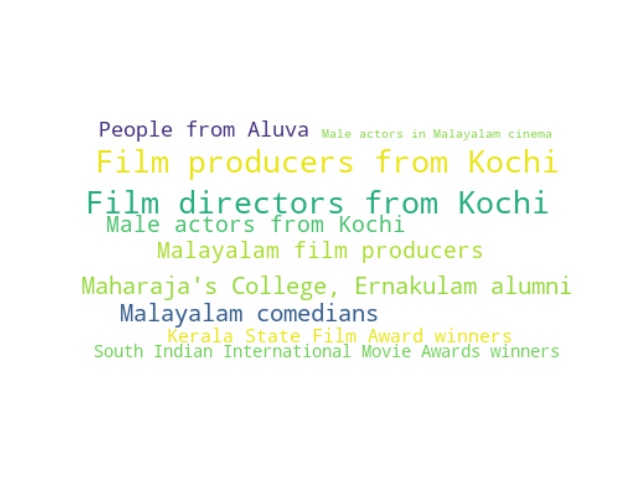 People from Aluva
Male actors in Malayalam cinema
Film producers from Kochi
Film directors from Kochi
Male actors from Kochi
Malayalam film producers
Maharaja's College, Ernakulam alumni
Malayalam comedians
Kerala State Film Award winners
South Indian International Movie Awards winners